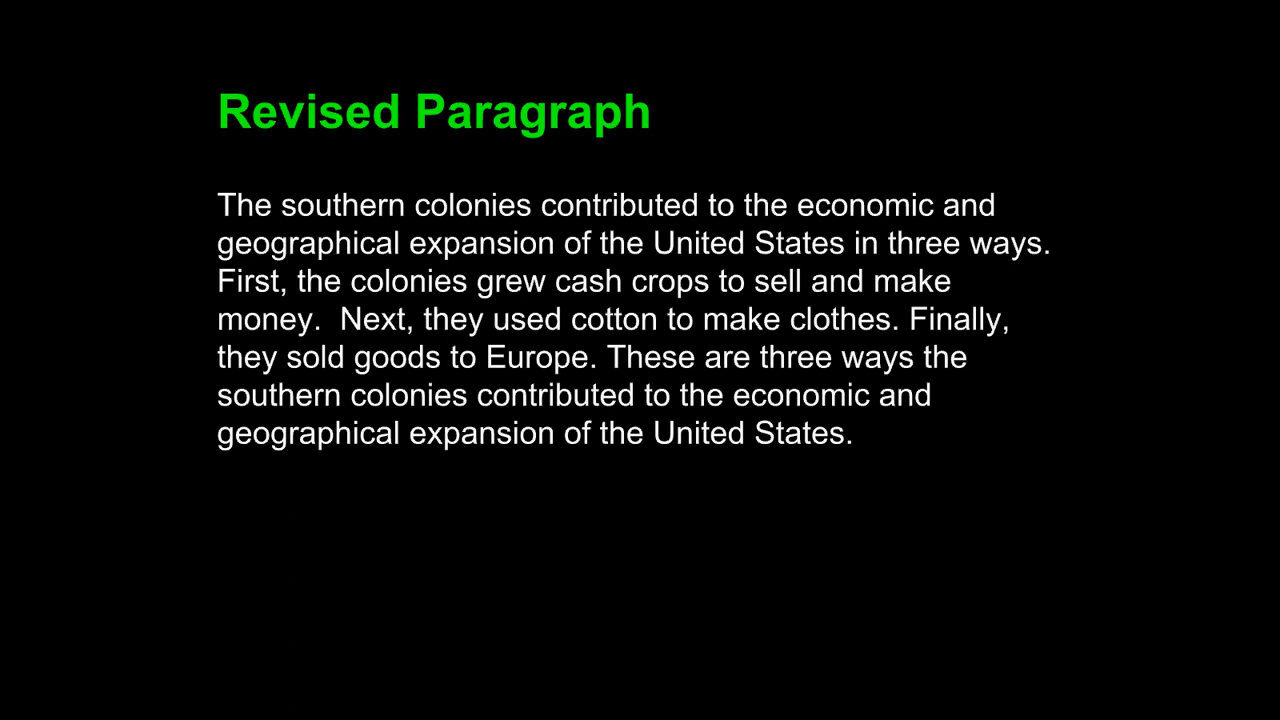 Revised Paragraph
The southern colonies contributed to the economic and
geographical expansion of the United States in three ways.
First, the colonies grew cash crops to sell and make
money.  Next, they used cotton to make clothes. Finally,
they sold goods to Europe. These are three ways the
southern colonies contributed to the economic and
geographical expansion of the United States.